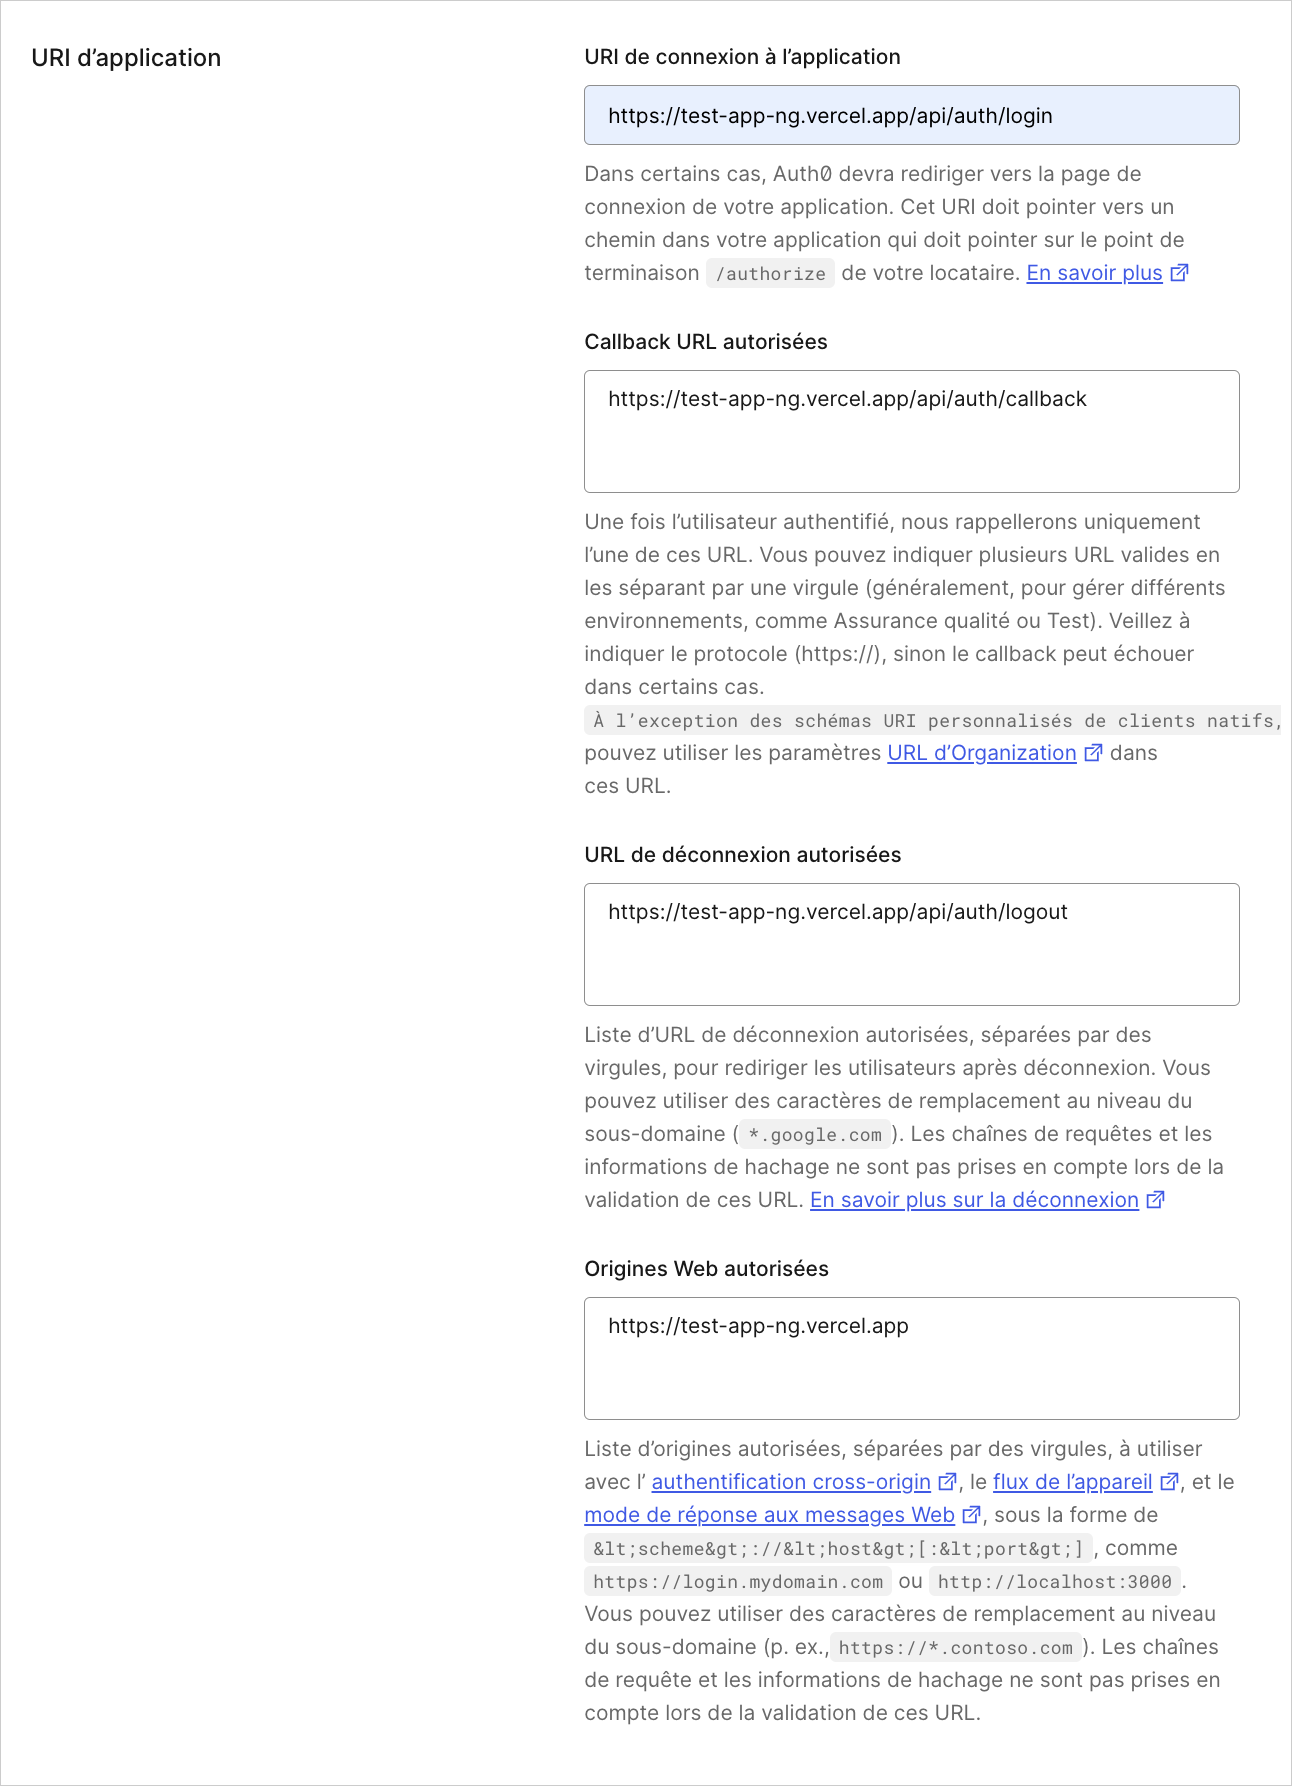 URI d’application
URI de connexion à l’application
https://test-app-ng.vercel.app/api/auth/login
Dans certains cas, Auth0 devra rediriger vers la page de
connexion de votre application. Cet URI doit pointer vers un
chemin dans votre application qui doit pointer sur le point de
terminaison /authorize de votre locataire. En savoir plus
Callback URL autorisées
https://test-app-ng.vercel.app/api/auth/callback
Une fois l’utilisateur authentifié, nous rappellerons uniquement
l’une de ces URL. Vous pouvez indiquer plusieurs URL valides en
les séparant par une virgule (généralement, pour gérer différents
environnements, comme Assurance qualité ou Test). Veillez à
indiquer le protocole (https://), sinon le callback peut échouer
dans certains cas.
À l’exception des schémas URI personnalisés de clients natifs,
pouvez utiliser les paramètres URL d’Organization dans
ces URL.
URL de déconnexion autorisées
https://test-app-ng.vercel.app/api/auth/logout
Liste d’URL de déconnexion autorisées, séparées par des
virgules, pour rediriger les utilisateurs après déconnexion. Vous
pouvez utiliser des caractères de remplacement au niveau du
sous-domaine ( *.google.com ). Les chaînes de requêtes et les
informations de hachage ne sont pas prises en compte lors de la
validation de ces URL. En savoir plus sur la déconnexion
Origines Web autorisées
https://test-app-ng.vercel.app
Liste d’origines autorisées, séparées par des virgules, à utiliser
avec l’ authentification cross-origin, le flux de l’appareil, et le
mode de réponse aux messages Web, sous la forme de
&lt;scheme&gt;://&lt;host&gt;[:&lt;port&gt;] , comme
https://login.mydomain.com ou http://localhost:3000 .
Vous pouvez utiliser des caractères de remplacement au niveau
du sous-domaine (p. ex., https://*.contoso.com ). Les chaînes
de requête et les informations de hachage ne sont pas prises en
compte lors de la validation de ces URL.